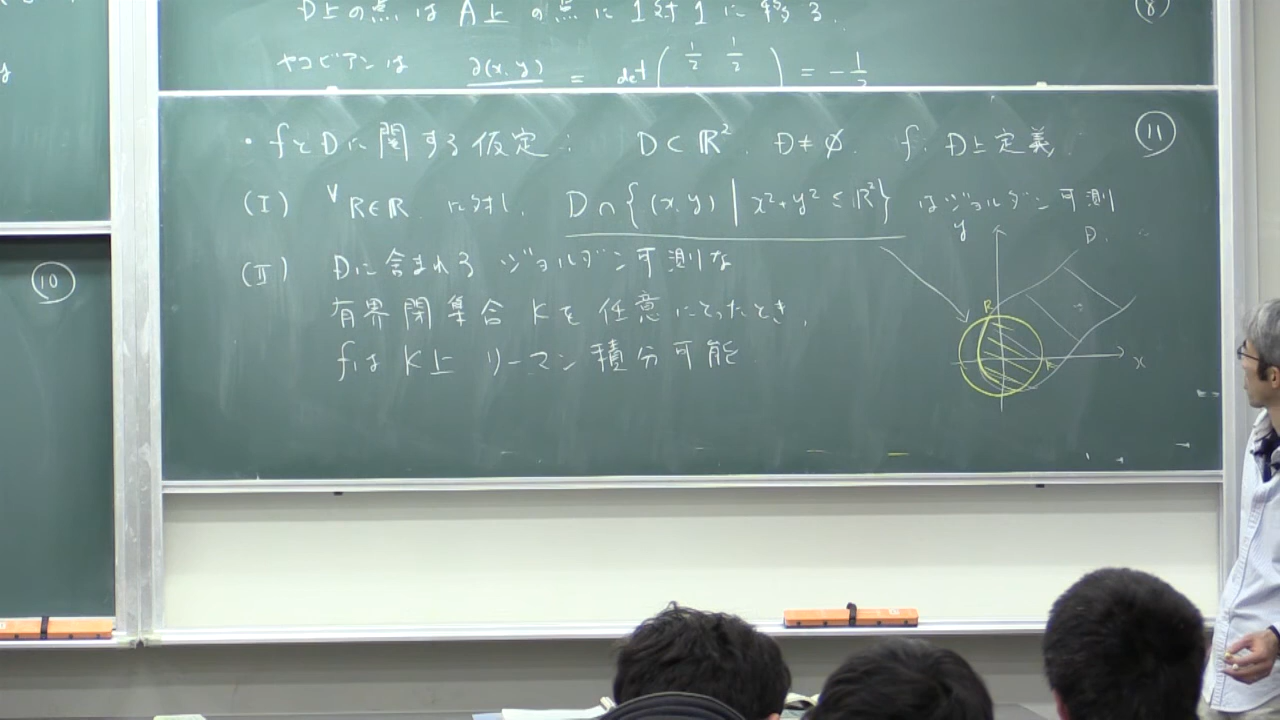 D上の点は A上の点に 1対1に移る.
⑧
ヤコビアンは ∂(x,y) = det( 1/2 1/2 ) = -1/2
・fとDに関する仮定: D⊂ℝ². D≠∅. f: D上定義.
⑪
(I) ∀R∈ℝ に対し, D∩{(x,y) | x²+y²≤ℝ²} はジョルダン可測
(II) Dに含まれる ジョルダン可測な
⑩
有界閉集合 Kを 任意にとったとき,
fは K上 リーマン積分可能
y
D.
R
R
x